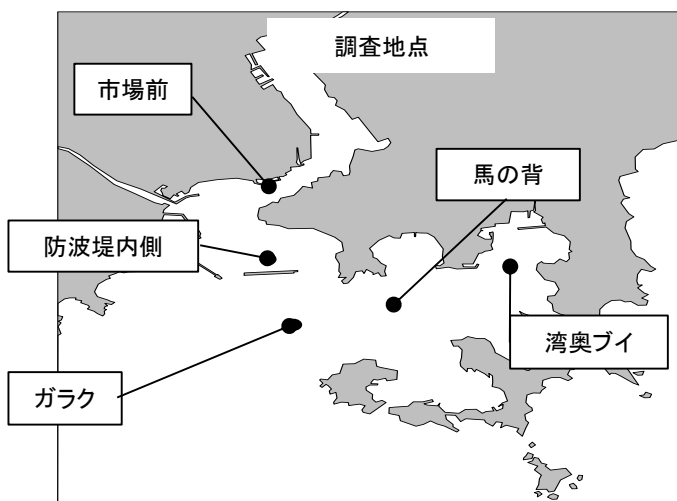 調査地点
市場前
馬の背
防波堤内側
湾奥ブイ
ガラク